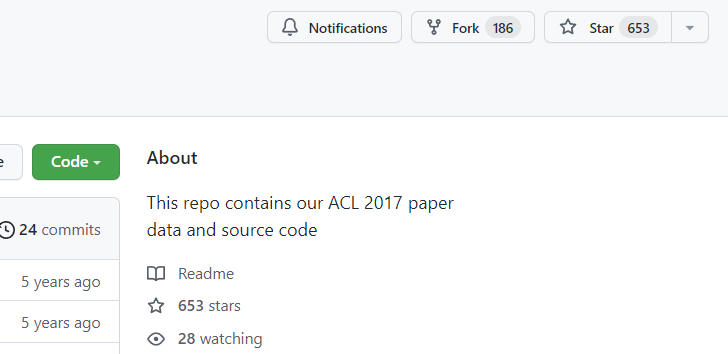 Notifications
Fork 186
Star 653
Code
About
This repo contains our ACL 2017 paper
data and source code
24 commits
5 years ago
5 years ago
Readme
653 stars
28 watching